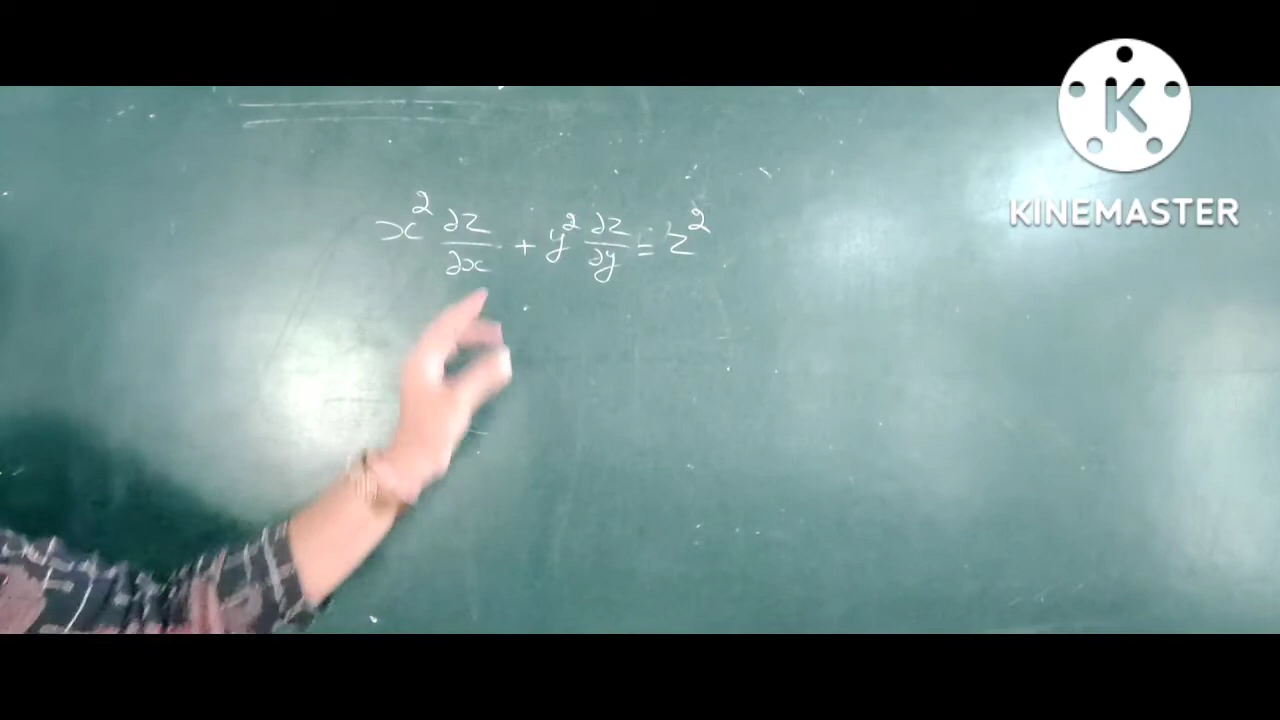 x² ∂z/∂x + y² ∂z/∂y = z²
KINEMASTER